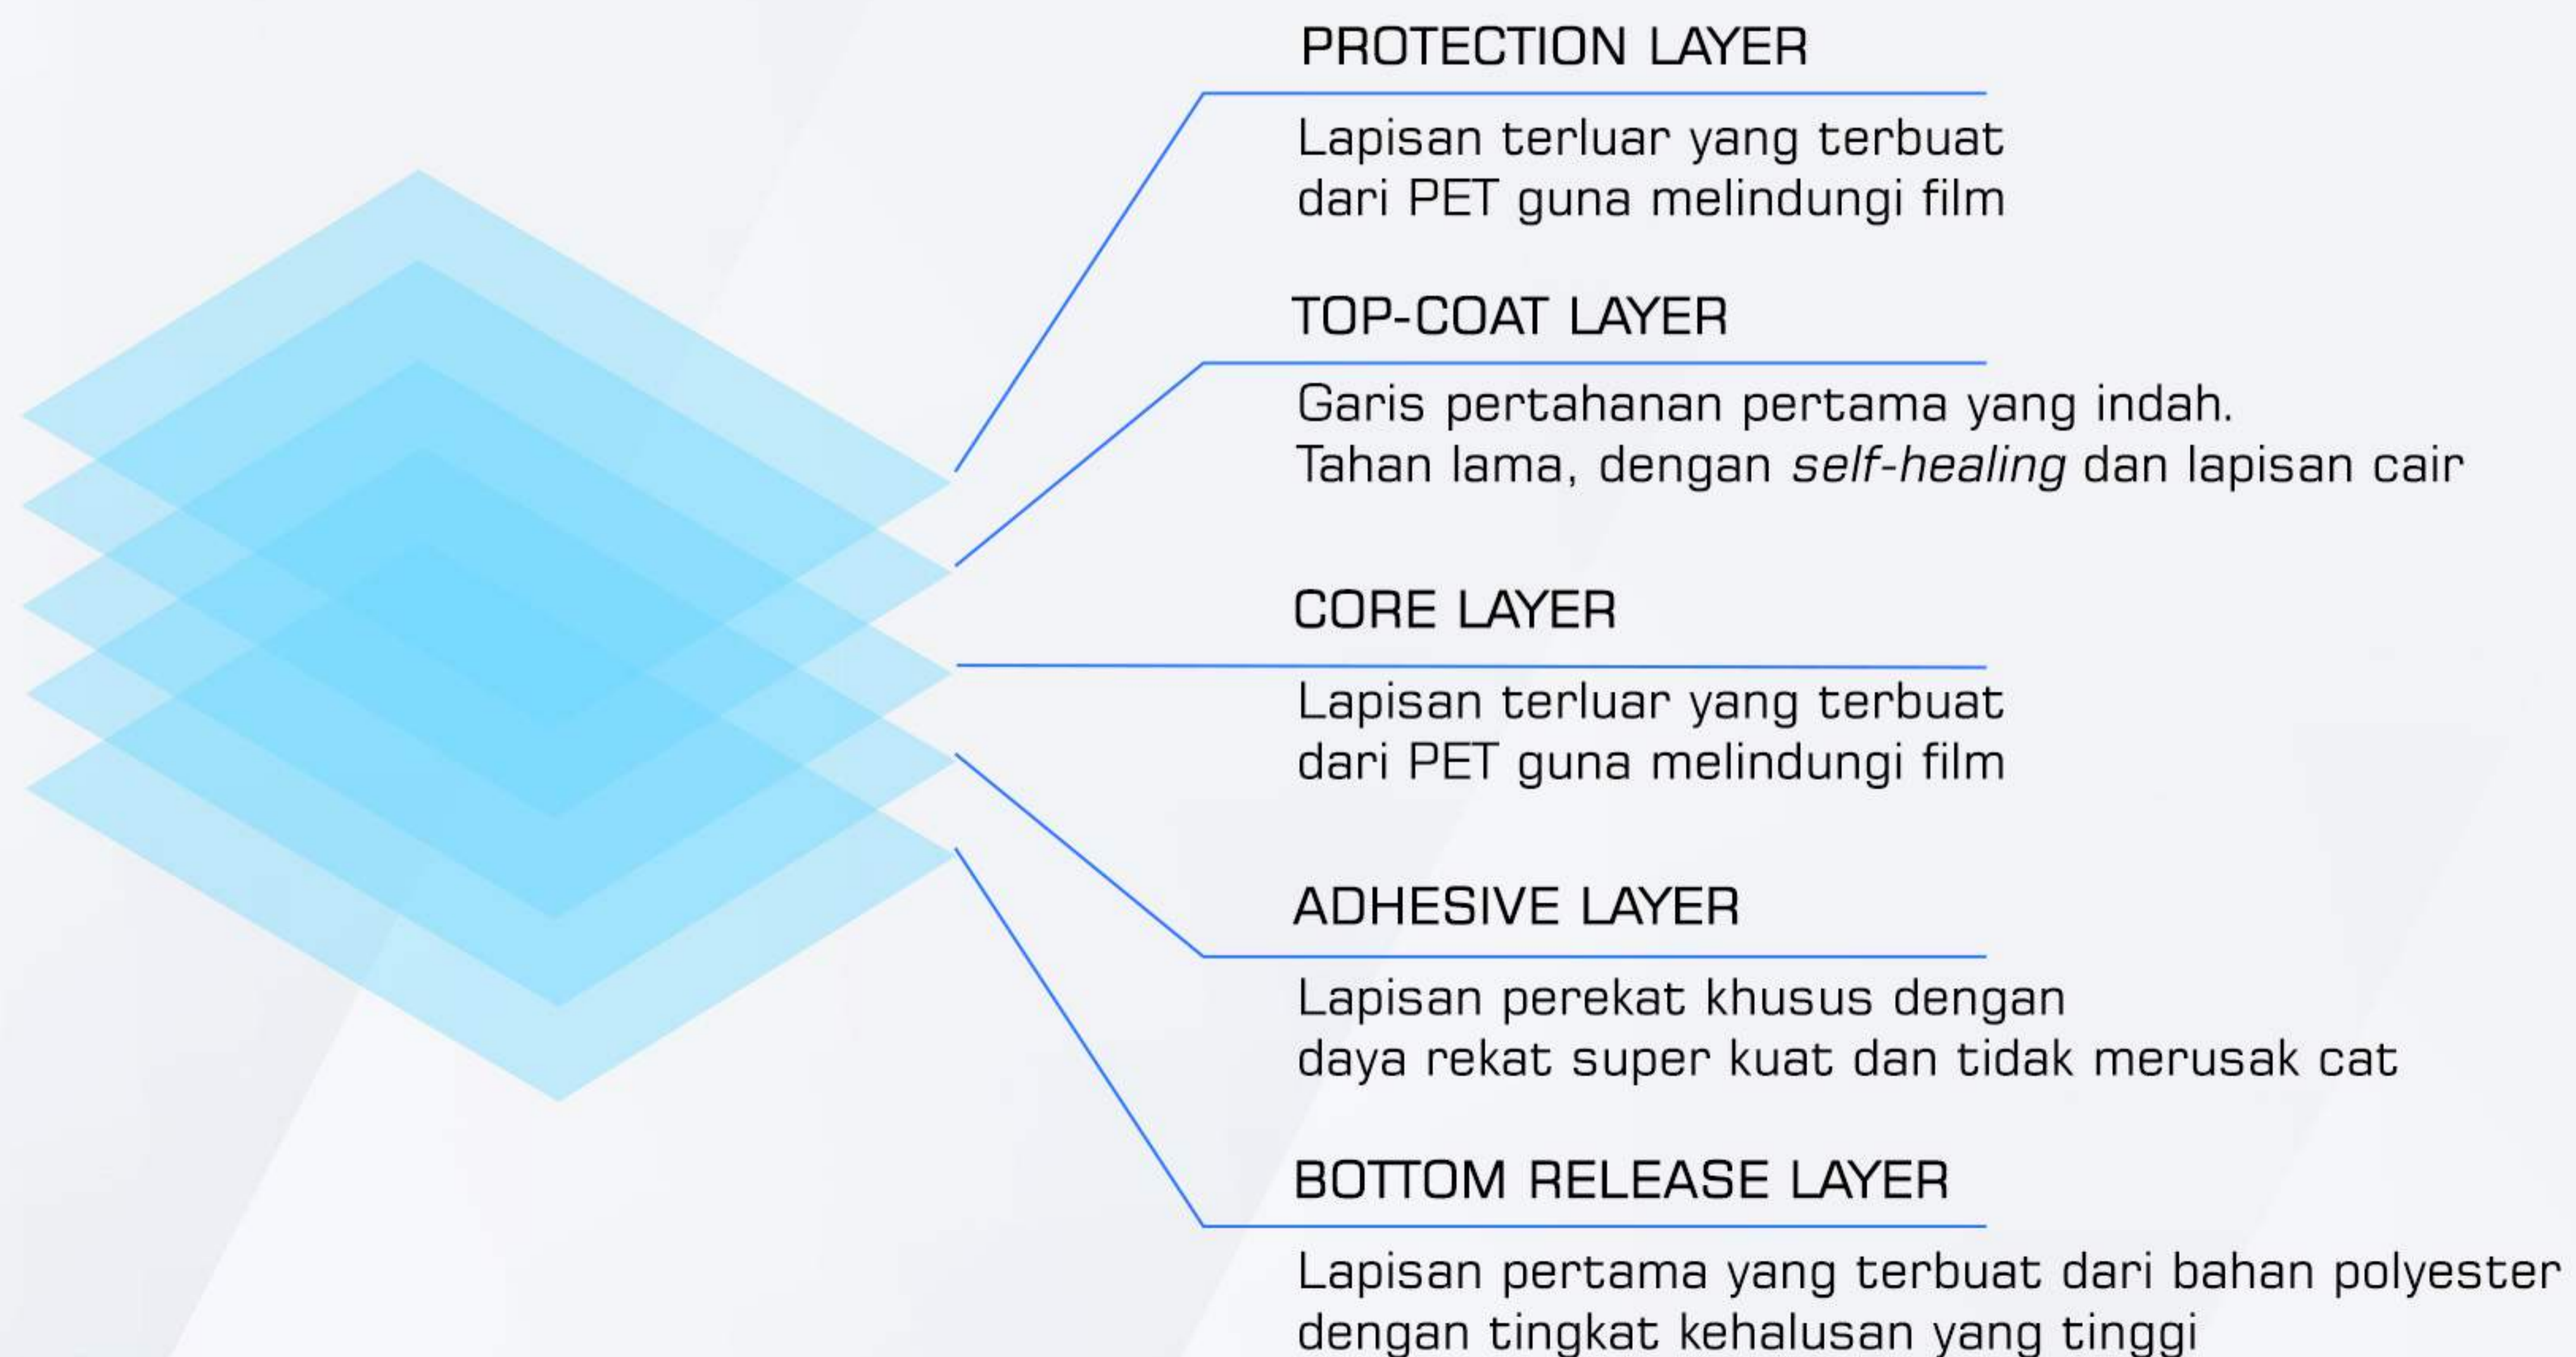 PROTECTION LAYER
Lapisan terluar yang terbuat
dari PET guna melindungi film
TOP-COAT LAYER
Garis pertahanan pertama yang indah.
Tahan lama, dengan self-healing dan lapisan cair
CORE LAYER
Lapisan terluar yang terbuat
dari PET guna melindungi film
ADHESIVE LAYER
Lapisan perekat khusus dengan
daya rekat super kuat dan tidak merusak cat
BOTTOM RELEASE LAYER
Lapisan pertama yang terbuat dari bahan polyester
dengan tingkat kehalusan yang tinggi